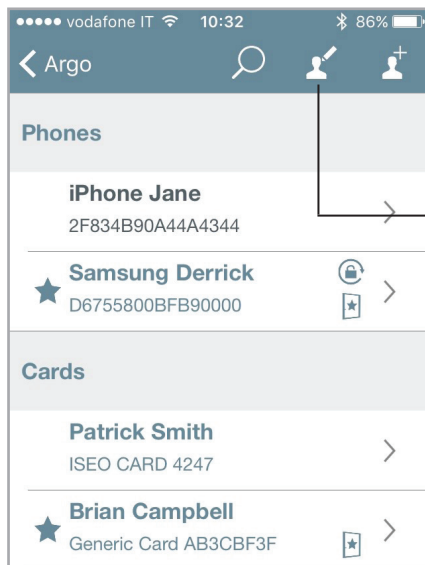 vodafone IT 10:32 86%
Argo
Phones
iPhone Jane
2F834B90A44A4344
Samsung Derrick
D6755800BFB90000
Cards
Patrick Smith
ISEO CARD 4247
Brian Campbell
Generic Card AB3CBF3F